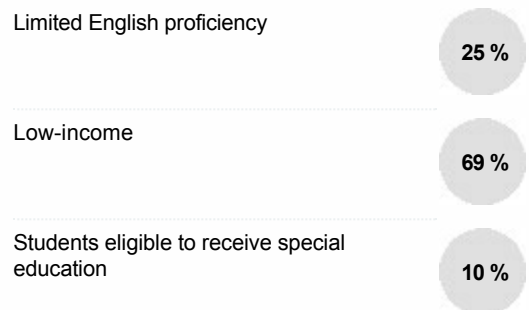 Limited English proficiency
25 %
Low-income
69 %
Students eligible to receive special
education
10 %